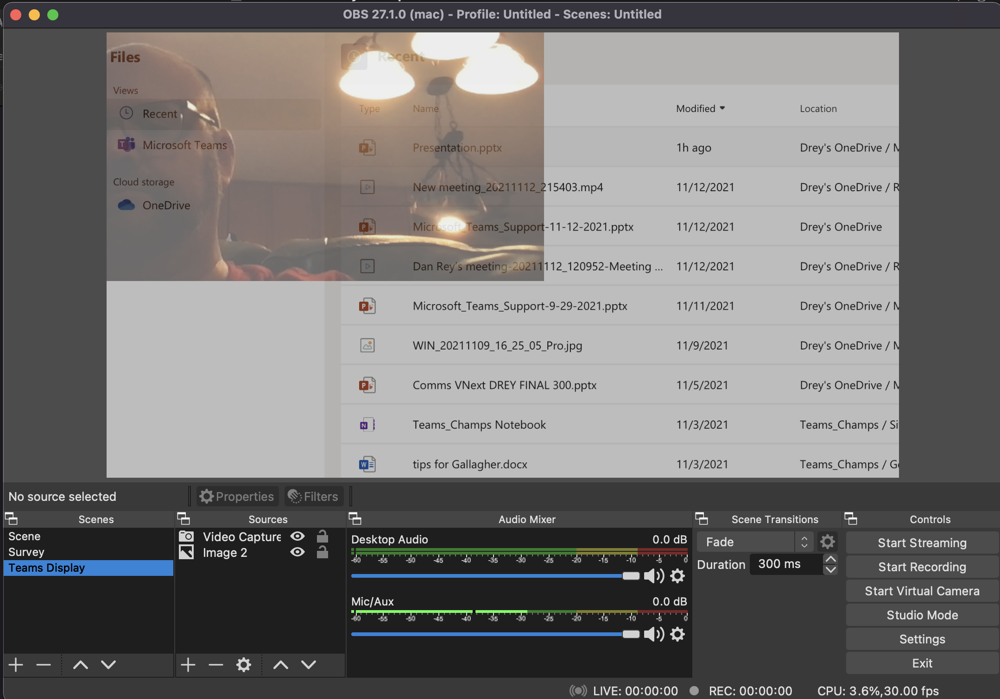 OBS 27.1.0 (mac) - Profile: Untitled - Scenes: Untitled
Files
Recent
Views
Recent
Microsoft Teams
Cloud storage
OneDrive
Type Name Modified Location
Presentation.pptx 1h ago Drey's OneDrive / M
New meeting_20211112_215403.mp4 11/12/2021 Drey's OneDrive / R
Microsoft_Teams_Support-11-12-2021.pptx 11/12/2021 Drey's OneDrive
Dan Rey's meeting-20211112_120952-Meeting ... 11/12/2021 Drey's OneDrive / R
Microsoft_Teams_Support-9-29-2021.pptx 11/11/2021 Drey's OneDrive / M
WIN_20211109_16_25_05_Pro.jpg 11/9/2021 Drey's OneDrive / M
Comms VNext DREY FINAL 300.pptx 11/5/2021 Drey's OneDrive / M
Teams_Champs Notebook 11/3/2021 Teams_Champs / Si
tips for Gallagher.docx 11/3/2021 Teams_Champs / G
No source selected Properties Filters
Scenes
Scene
Survey
Teams Display
Sources
Video Capture
Image 2
Audio Mixer
Desktop Audio 0.0 dB
-60 -55 -50 -45 -40 -35 -30 -25 -20 -15 -10 -5 0
Mic/Aux 0.0 dB
-60 -55 -50 -45 -40 -35 -30 -25 -20 -15 -10 -5 0
Scene Transitions
Fade
Duration 300 ms
Controls
Start Streaming
Start Recording
Start Virtual Camera
Studio Mode
Settings
Exit
LIVE: 00:00:00 REC: 00:00:00 CPU: 3.6%,30.00 fps